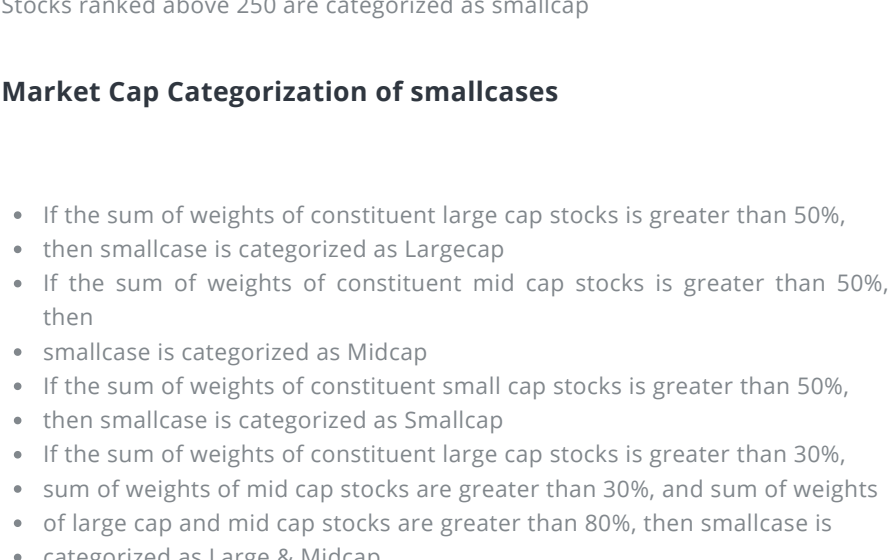 Stocks ranked above 250 are categorized as smallcap
Market Cap Categorization of smallcases
• If the sum of weights of constituent large cap stocks is greater than 50%,
• then smallcase is categorized as Largecap
• If the sum of weights of constituent mid cap stocks is greater than 50%,
then
• smallcase is categorized as Midcap
• If the sum of weights of constituent small cap stocks is greater than 50%,
• then smallcase is categorized as Smallcap
• If the sum of weights of constituent large cap stocks is greater than 30%,
• sum of weights of mid cap stocks are greater than 30%, and sum of weights
• of large cap and mid cap stocks are greater than 80%, then smallcase is
• categorized as Large & Midcap